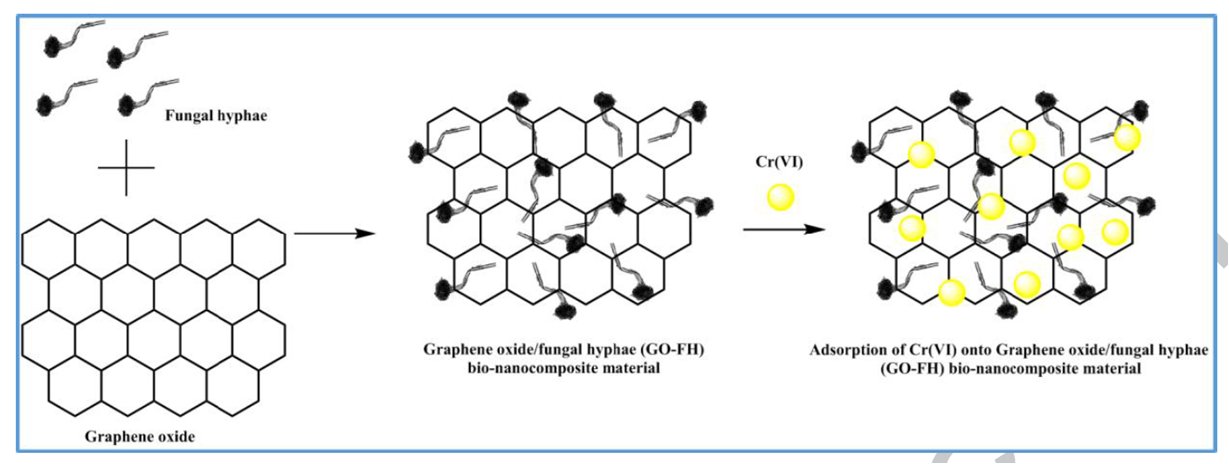 Fungal hyphae
Graphene oxide
Graphene oxide/fungal hyphae (GO-FH)
bio-nanocomposite material
Cr(VI)
Adsorption of Cr(VI) onto Graphene oxide/fungal hyphae
(GO-FH) bio-nanocomposite material